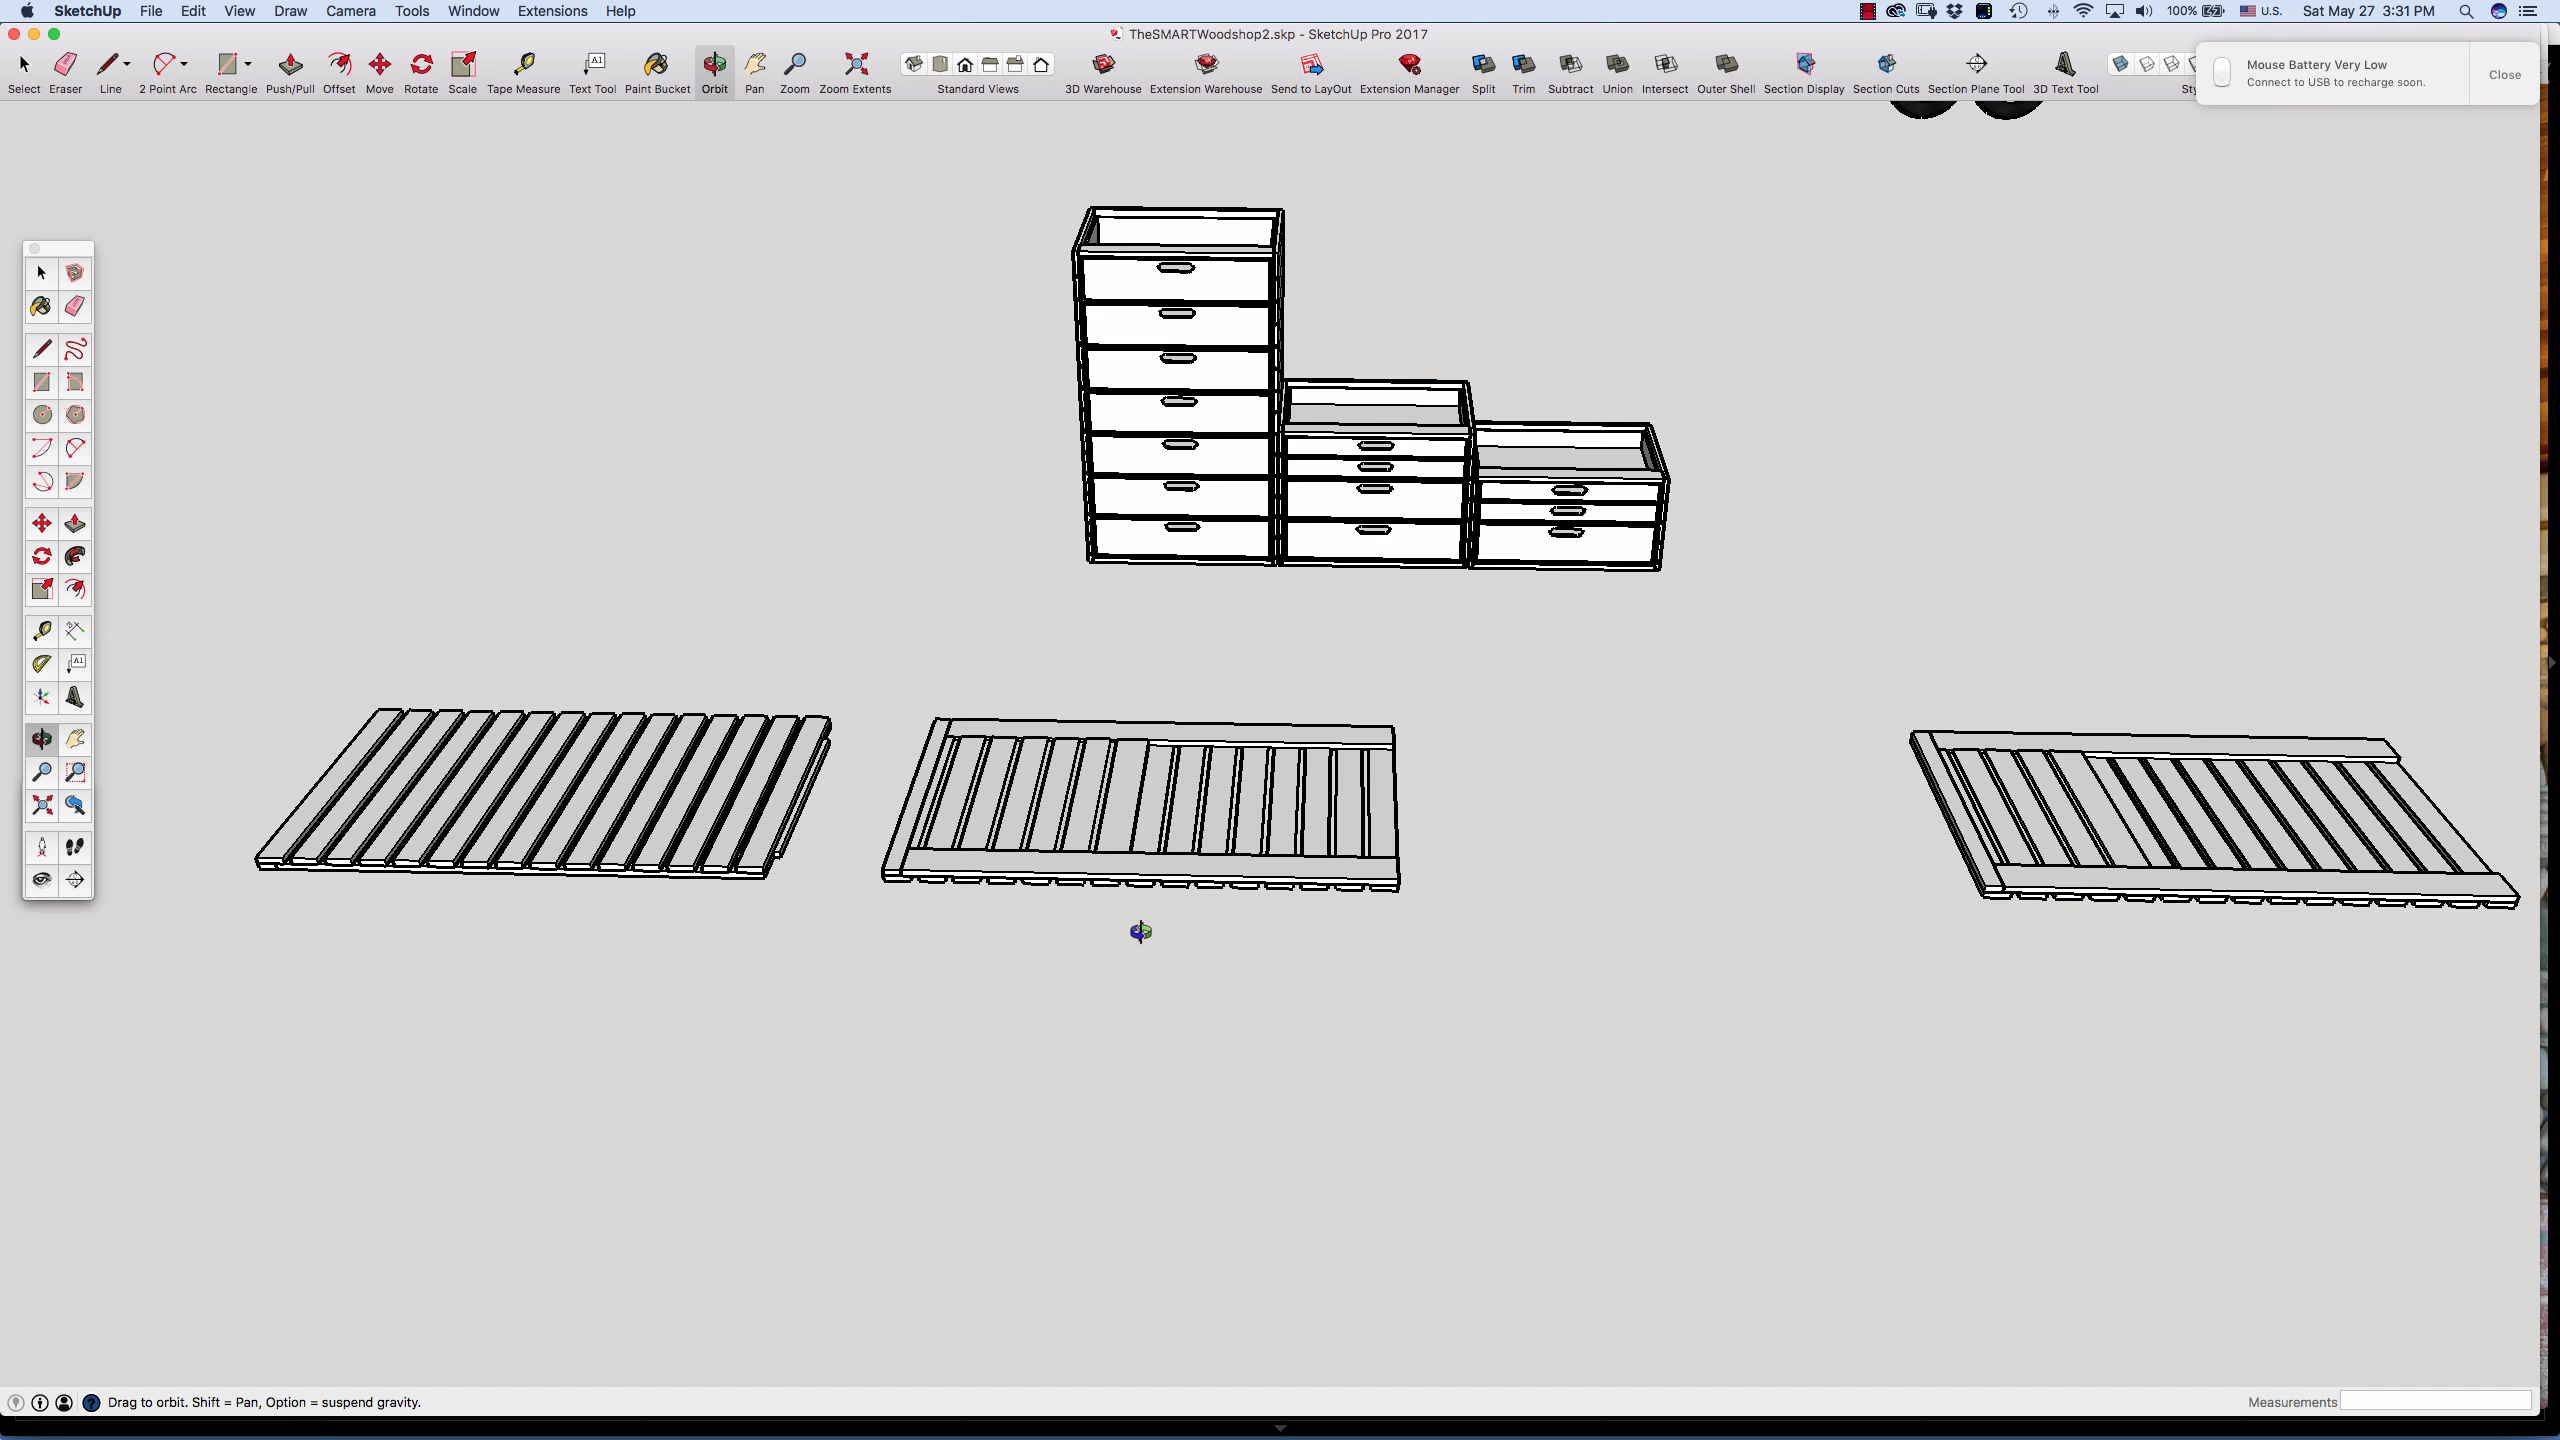 SketchUp File Edit View Draw Camera Tools Window Extensions Help 100% U.S. Sat May 27 3:31 PM
TheSMARTWoodshop2.skp - SketchUp Pro 2017
Select Eraser Line 2 Point Arc Rectangle Push/Pull Offset Move Rotate Scale Tape Measure Text Tool Paint Bucket Orbit Pan Zoom Zoom Extents Standard Views 3D Warehouse Extension Warehouse Send to LayOut Extension Manager Split Trim Subtract Union Intersect Outer Shell Section Display Section Cuts Section Plane Tool 3D Text Tool
Mouse Battery Very Low
Connect to USB to recharge soon.
Close
Drag to orbit. Shift = Pan, Option = suspend gravity.
Measurements